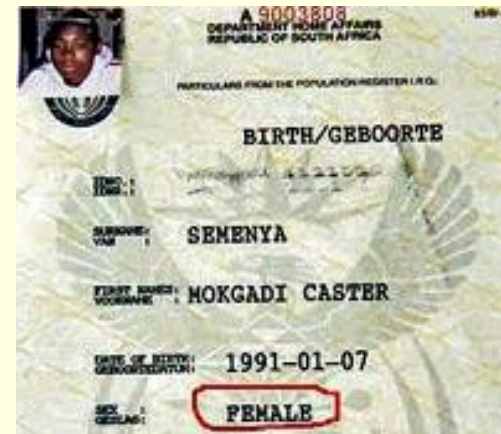 A 9003808
DEPARTMENT HOME AFFAIRS
REPUBLIC OF SOUTH AFRICA
PARTICULARS FROM THE POPULATION REGISTER I.R.O.:
BIRTH/GEBOORTE
SURNAME:
VAN :
SEMENYA
FIRST NAMES:
VOORNAME :
MOKGADI CASTER
DATE OF BIRTH:
GEBOORTEDATUM:
1991-01-07
SEX :
GESLAG:
FEMALE